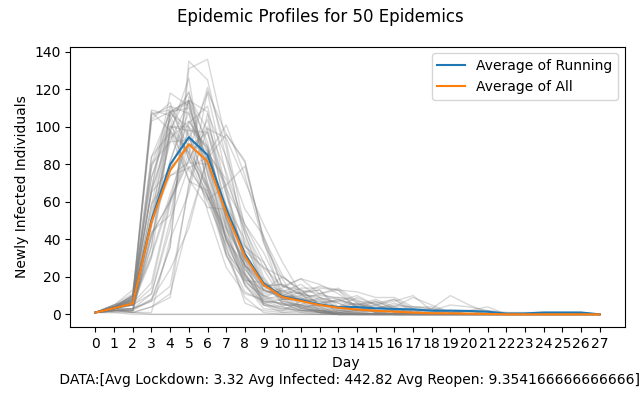 Epidemic Profiles for 50 Epidemics
140
120
100
80
60
40
20
0
Newly Infected Individuals
Average of Running
Average of All
0 1 2 3 4 5 6 7 8 9 10 11 12 13 14 15 16 17 18 19 20 21 22 23 24 25 26 27
Day
DATA:[Avg Lockdown: 3.32 Avg Infected: 442.82 Avg Reopen: 9.354166666666666]